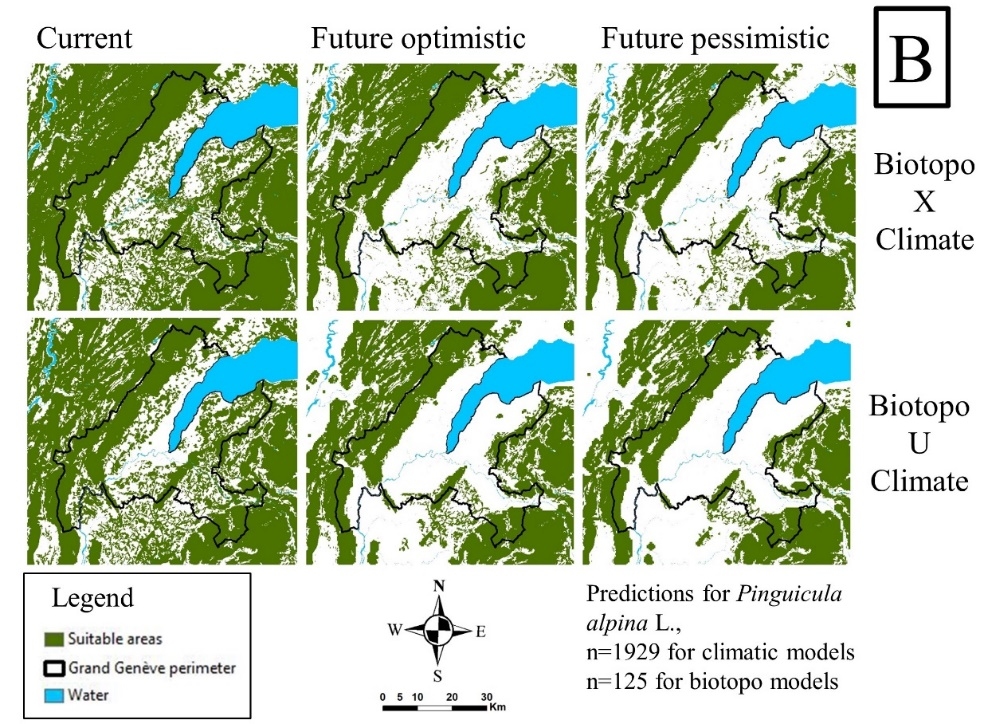 Current
Future optimistic
Future pessimistic
B
Biotopo
X
Climate
Biotopo
U
Climate
Legend
Suitable areas
Grand Genève perimeter
Water
N
W
E
S
0 5 10 20 30
Km
Predictions for Pinguicula
alpina L.,
n=1929 for climatic models
n=125 for biotopo models